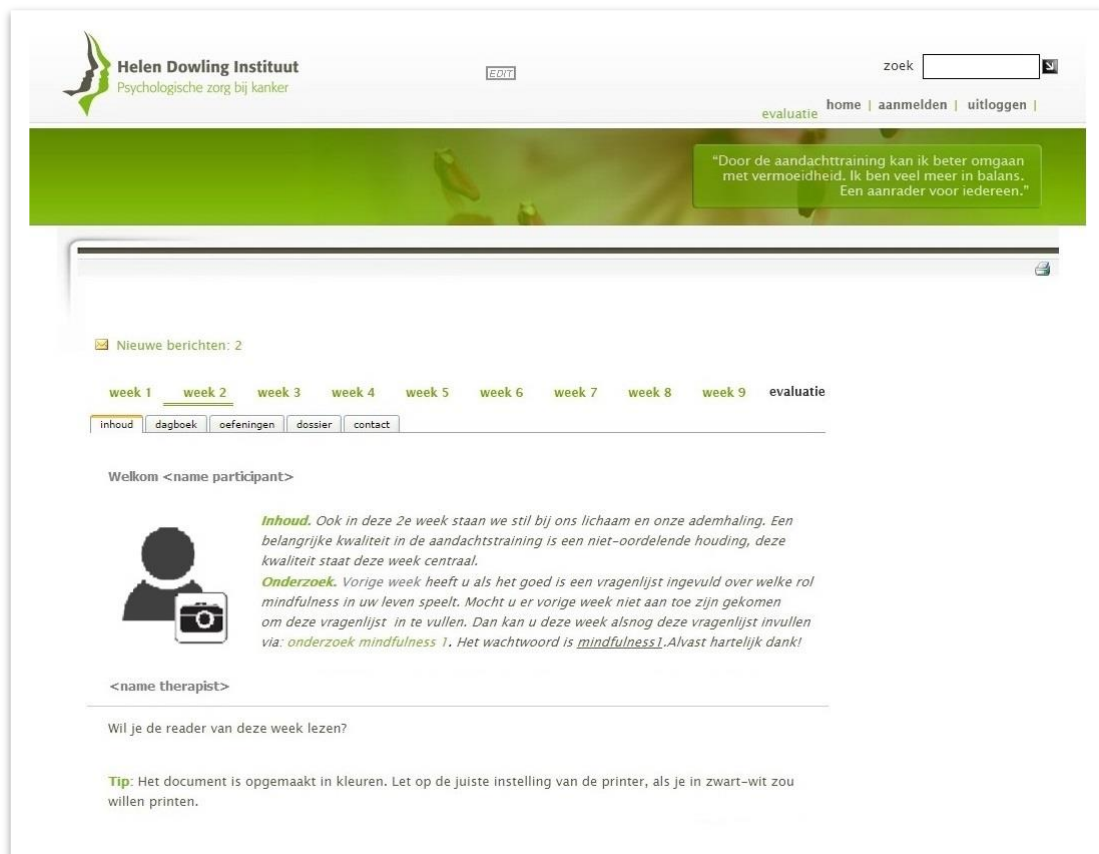 Helen Dowling Instituut
Psychologische zorg bij kanker
EDIT
zoek
evaluatie home | aanmelden | uitloggen |
"Door de aandachttraining kan ik beter omgaan
met vermoeidheid. Ik ben veel meer in balans.
Een aanrader voor iedereen."
Nieuwe berichten: 2
week 1 week 2 week 3 week 4 week 5 week 6 week 7 week 8 week 9 evaluatie
inhoud dagboek oefeningen dossier contact
Welkom <name participant>
Inhoud. Ook in deze 2e week staan we stil bij ons lichaam en onze ademhaling. Een
belangrijke kwaliteit in de aandachtstraining is een niet-oordelende houding, deze
kwaliteit staat deze week centraal.
Onderzoek. Vorige week heeft u als het goed is een vragenlijst ingevuld over welke rol
mindfulness in uw leven speelt. Mocht u er vorige week niet aan toe zijn gekomen
om deze vragenlijst in te vullen. Dan kan u deze week alsnog deze vragenlijst invullen
via: onderzoek mindfulness 1. Het wachtwoord is mindfulness1.Alvast hartelijk dank!
<name therapist>
Wil je de reader van deze week lezen?
Tip: Het document is opgemaakt in kleuren. Let op de juiste instelling van de printer, als je in zwart-wit zou
willen printen.